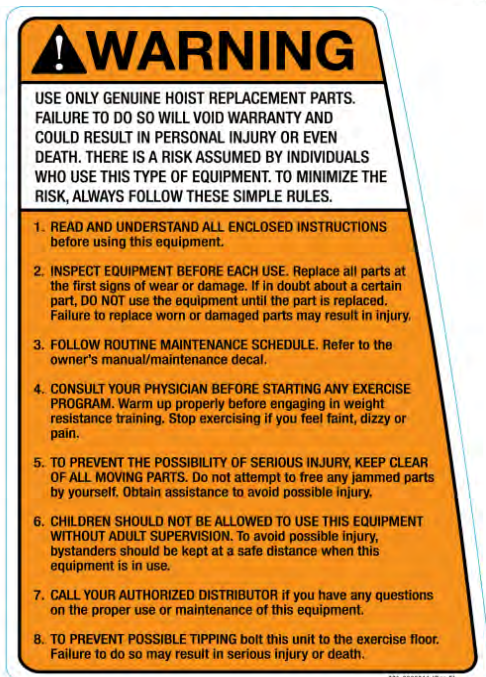 WARNING
USE ONLY GENUINE HOIST REPLACEMENT PARTS.
FAILURE TO DO SO WILL VOID WARRANTY AND
COULD RESULT IN PERSONAL INJURY OR EVEN
DEATH. THERE IS A RISK ASSUMED BY INDIVIDUALS
WHO USE THIS TYPE OF EQUIPMENT. TO MINIMIZE THE
RISK, ALWAYS FOLLOW THESE SIMPLE RULES.
1. READ AND UNDERSTAND ALL ENCLOSED INSTRUCTIONS
before using this equipment.
2. INSPECT EQUIPMENT BEFORE EACH USE. Replace all parts at
the first signs of wear or damage. If in doubt about a certain
part, DO NOT use the equipment until the part is replaced.
Failure to replace worn or damaged parts may result in injury.
3. FOLLOW ROUTINE MAINTENANCE SCHEDULE. Refer to the
owner's manual/maintenance decal.
4. CONSULT YOUR PHYSICIAN BEFORE STARTING ANY EXERCISE
PROGRAM. Warm up properly before engaging in weight
resistance training. Stop exercising if you feel faint, dizzy or
pain.
5. TO PREVENT THE POSSIBILITY OF SERIOUS INJURY, KEEP CLEAR
OF ALL MOVING PARTS. Do not attempt to free any jammed parts
by yourself. Obtain assistance to avoid possible injury.
6. CHILDREN SHOULD NOT BE ALLOWED TO USE THIS EQUIPMENT
WITHOUT ADULT SUPERVISION. To avoid possible injury,
bystanders should be kept at a safe distance when this
equipment is in use.
7. CALL YOUR AUTHORIZED DISTRIBUTOR if you have any questions
on the proper use or maintenance of this equipment.
8. TO PREVENT POSSIBLE TIPPING bolt this unit to the exercise floor.
Failure to do so may result in serious injury or death.